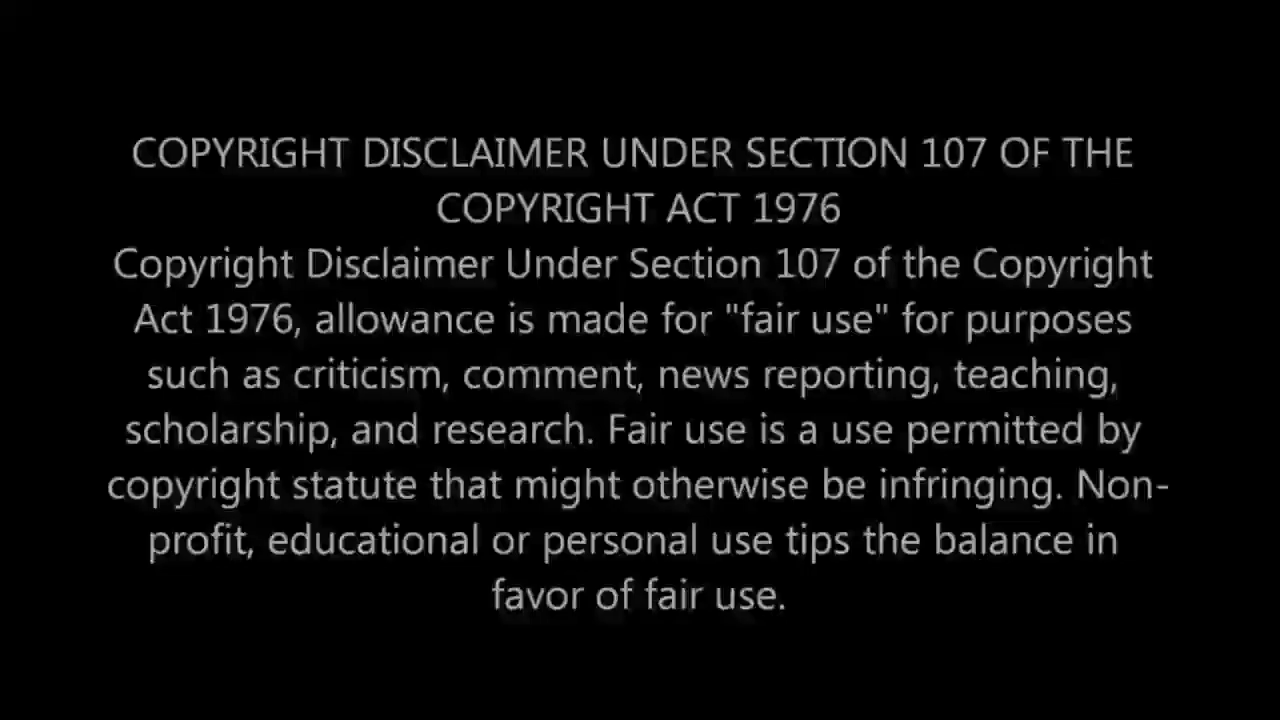 COPYRIGHT DISCLAIMER UNDER SECTION 107 OF THE
COPYRIGHT ACT 1976
Copyright Disclaimer Under Section 107 of the Copyright
Act 1976, allowance is made for "fair use" for purposes
such as criticism, comment, news reporting, teaching,
scholarship, and research. Fair use is a use permitted by
copyright statute that might otherwise be infringing. Non-
profit, educational or personal use tips the balance in
favor of fair use.